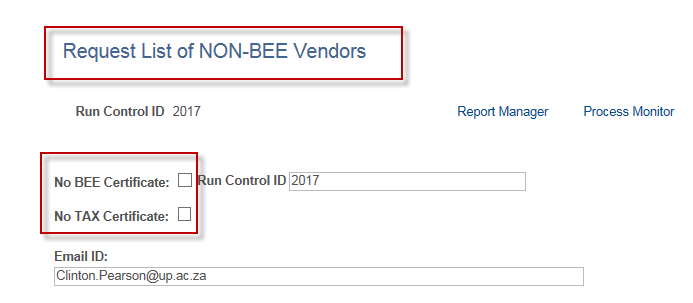 Request List of NON-BEE Vendors
Run Control ID 2017 Report Manager Process Monitor
No BEE Certificate: Run Control ID 2017
No TAX Certificate:
Email ID:
Clinton.Pearson@up.ac.za